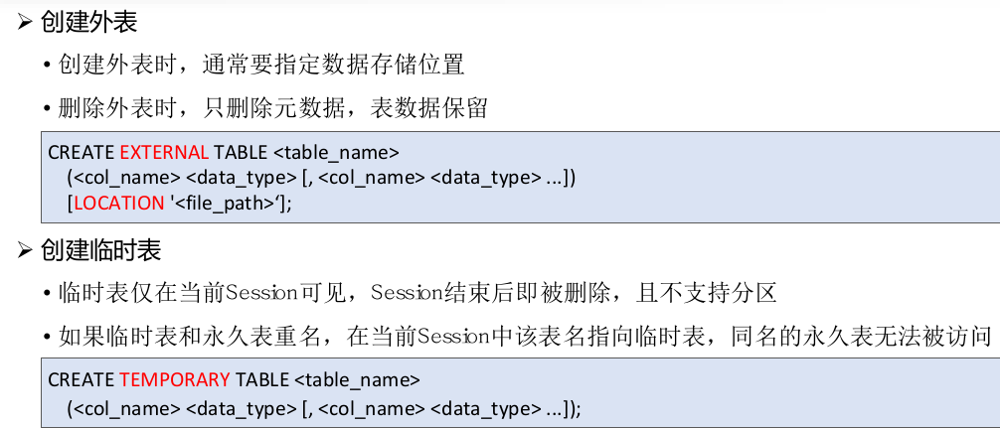 ➢ 创建外表
• 创建外表时，通常要指定数据存储位置
• 删除外表时，只删除元数据，表数据保留
CREATE EXTERNAL TABLE <table_name>
(<col_name> <data_type> [, <col_name> <data_type> ...])
[LOCATION '<file_path>‘];
➢ 创建临时表
• 临时表仅在当前Session可见，Session结束后即被删除，且不支持分区
• 如果临时表和永久表重名，在当前Session中该表名指向临时表，同名的永久表无法被访问
CREATE TEMPORARY TABLE <table_name>
(<col_name> <data_type> [, <col_name> <data_type> ...]);